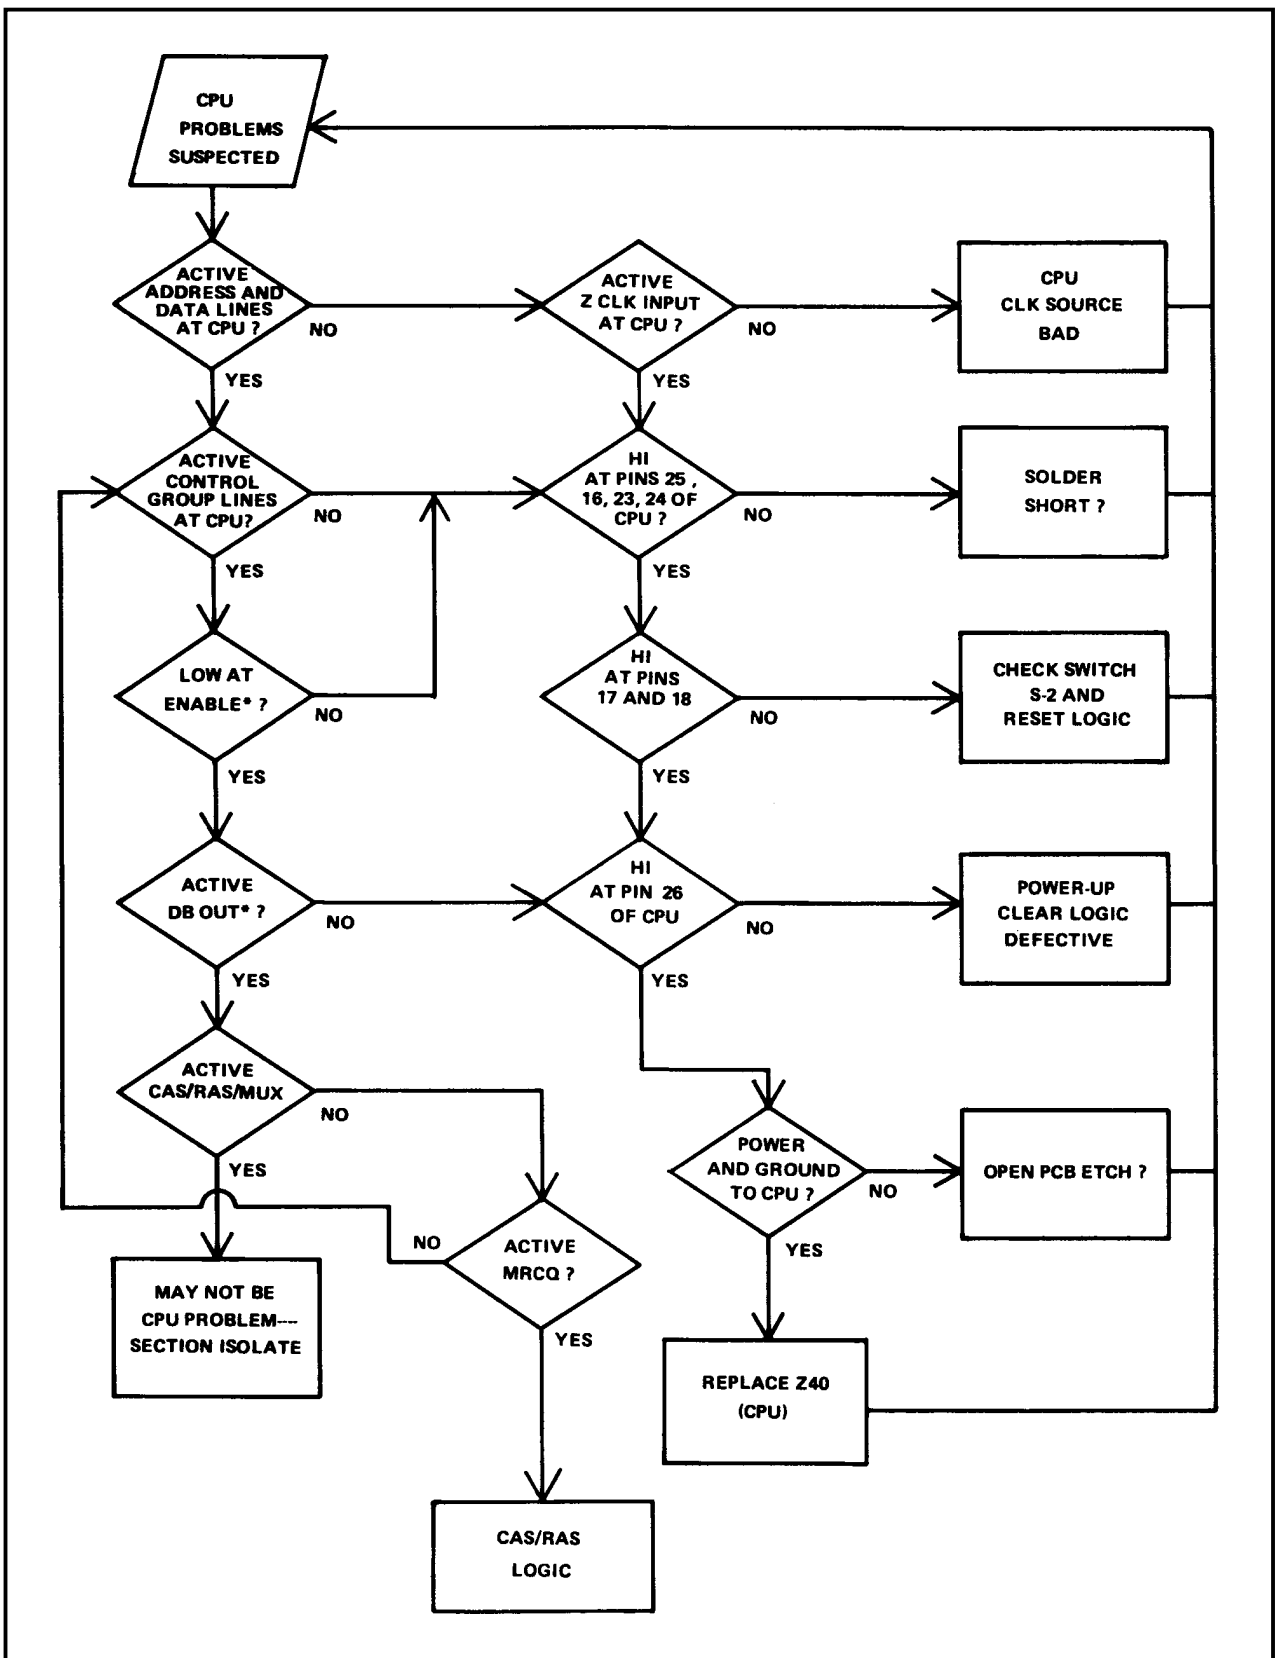 CPU
PROBLEMS
SUSPECTED
ACTIVE
ADDRESS AND
DATA LINES
AT CPU ?
NO
YES
ACTIVE
Z CLK INPUT
AT CPU ?
NO
YES
CPU
CLK SOURCE
BAD
ACTIVE
CONTROL
GROUP LINES
AT CPU?
NO
YES
HI
AT PINS 25 ,
16, 23, 24 OF
CPU ?
NO
YES
SOLDER
SHORT ?
LOW AT
ENABLE* ?
NO
YES
HI
AT PINS
17 AND 18
NO
YES
CHECK SWITCH
S-2 AND
RESET LOGIC
ACTIVE
DB OUT* ?
NO
YES
HI
AT PIN 26
OF CPU
NO
YES
POWER-UP
CLEAR LOGIC
DEFECTIVE
ACTIVE
CAS/RAS/MUX
NO
YES
POWER
AND GROUND
TO CPU ?
NO
YES
OPEN PCB ETCH ?
NO
ACTIVE
MRCQ ?
YES
MAY NOT BE
CPU PROBLEM----
SECTION ISOLATE
REPLACE Z40
(CPU)
CAS/RAS
LOGIC